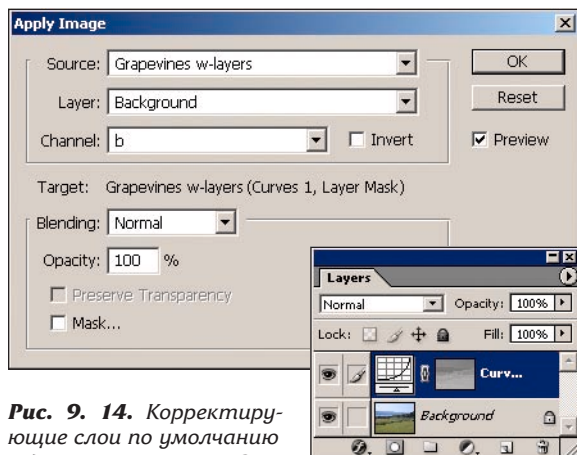 Apply Image
Source: Grapevines w-layers
OK
Layer: Background
Reset
Channel: b
Invert
Preview
Target: Grapevines w-layers (Curves 1, Layer Mask)
Blending: Normal
Opacity: 100 %
Preserve Transparency
Mask...
Layers
Normal
Opacity: 100%
Lock:
Fill: 100%
Curv...
Background
Рис. 9. 14. Корректиру-
ющие слои по умолчанию